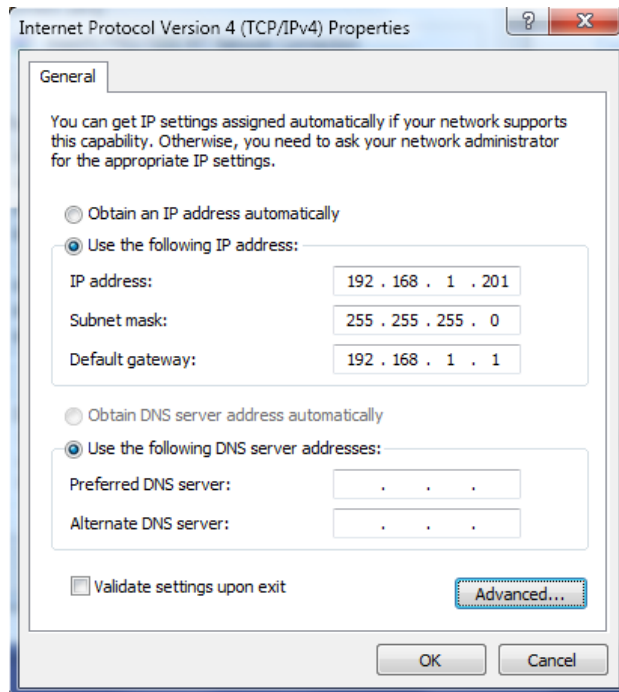 Internet Protocol Version 4 (TCP/IPv4) Properties
General
You can get IP settings assigned automatically if your network supports
this capability. Otherwise, you need to ask your network administrator
for the appropriate IP settings.
Obtain an IP address automatically
Use the following IP address:
IP address: 192 . 168 . 1 . 201
Subnet mask: 255 . 255 . 255 . 0
Default gateway: 192 . 168 . 1 . 1
Obtain DNS server address automatically
Use the following DNS server addresses:
Preferred DNS server: . . .
Alternate DNS server: . . .
Validate settings upon exit
Advanced...
OK Cancel